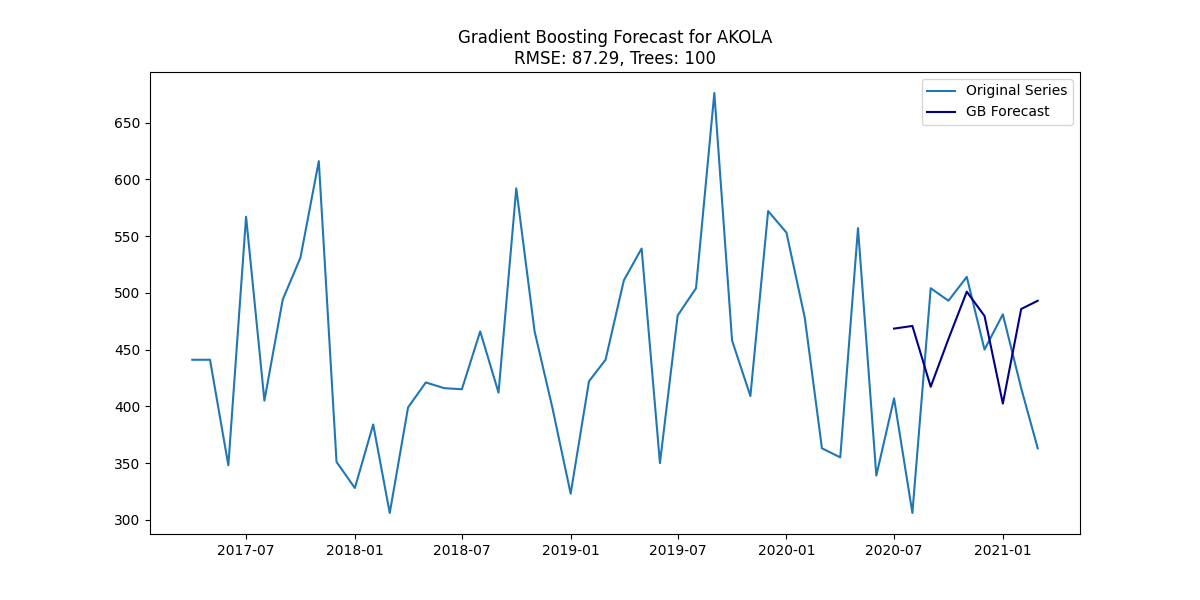 Gradient Boosting Forecast for AKOLA
RMSE: 87.29, Trees: 100
Original Series
GB Forecast
650
600
550
500
450
400
350
300
2017-07 2018-01 2018-07 2019-01 2019-07 2020-01 2020-07 2021-01